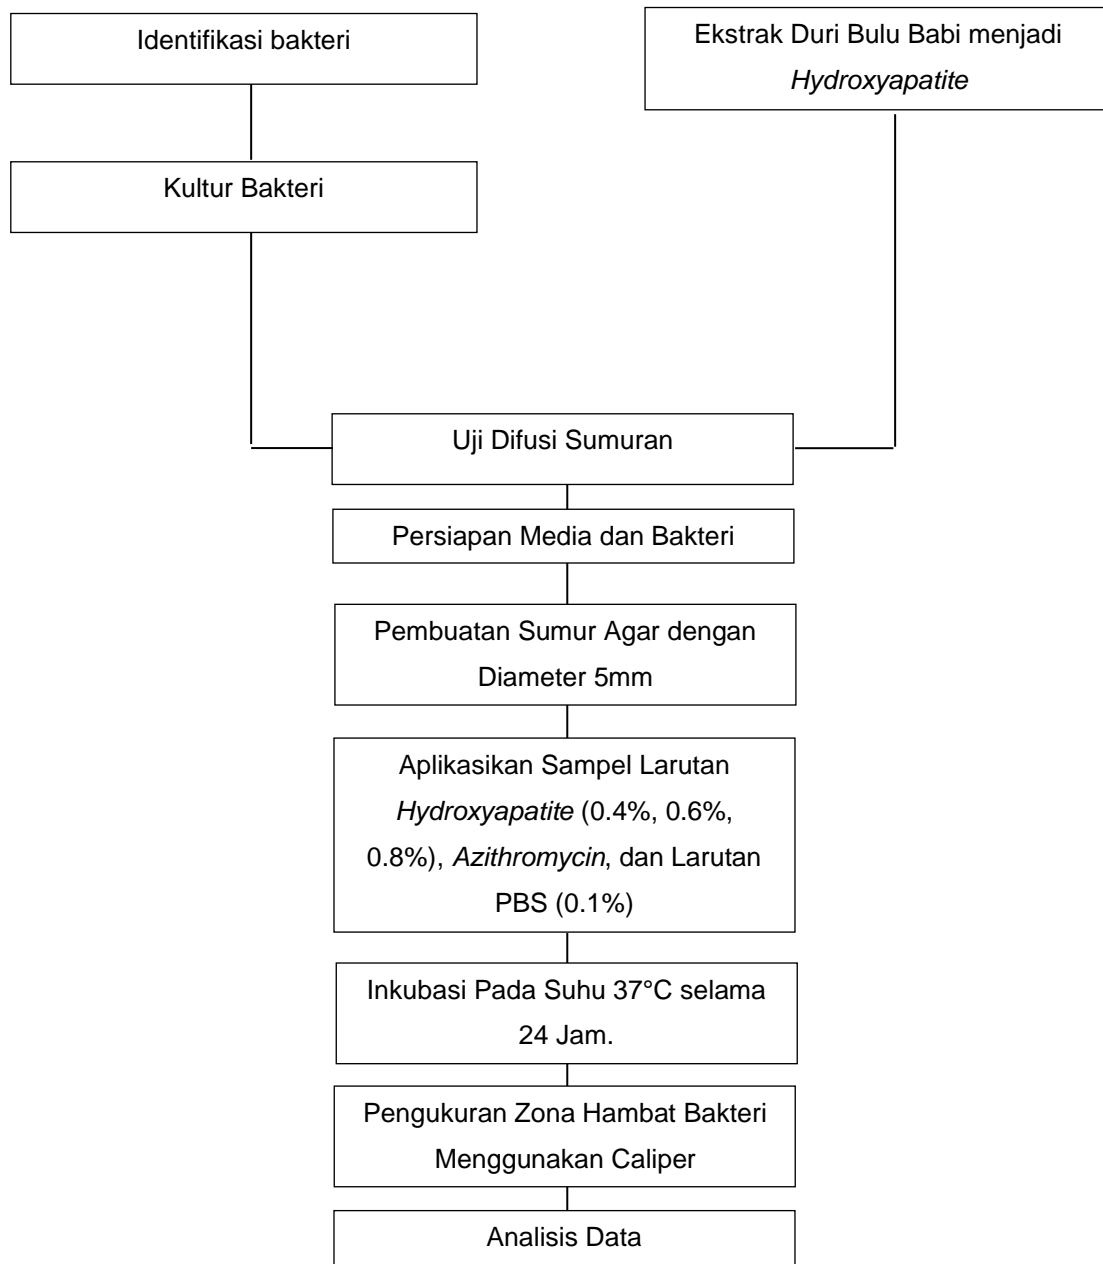 Identifikasi bakteri
Ekstrak Duri Bulu Babi menjadi
Hydroxyapatite
Kultur Bakteri
Uji Difusi Sumuran
Persiapan Media dan Bakteri
Pembuatan Sumur Agar dengan
Diameter 5mm
Aplikasikan Sampel Larutan
Hydroxyapatite (0.4%, 0.6%,
0.8%), Azithromycin, dan Larutan
PBS (0.1%)
Inkubasi Pada Suhu 37°C selama
24 Jam.
Pengukuran Zona Hambat Bakteri
Menggunakan Caliper
Analisis Data